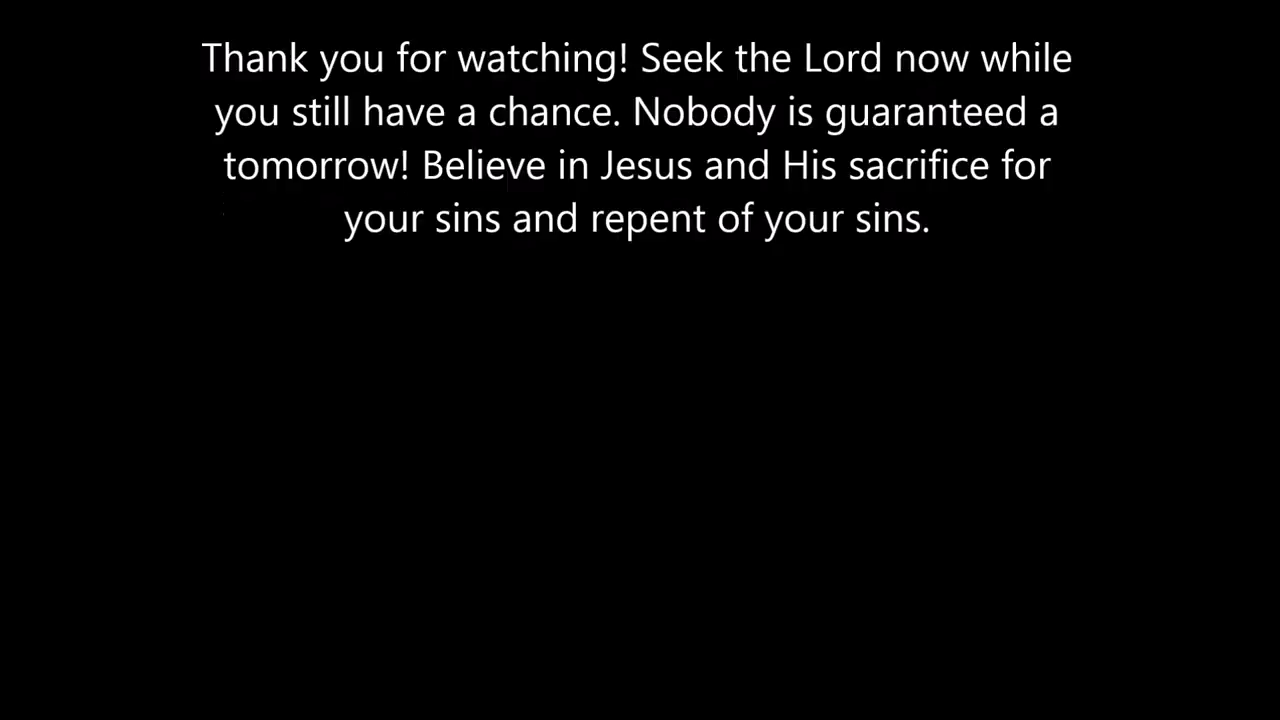 Thank you for watching! Seek the Lord now while
you still have a chance. Nobody is guaranteed a
tomorrow! Believe in Jesus and His sacrifice for
your sins and repent of your sins.